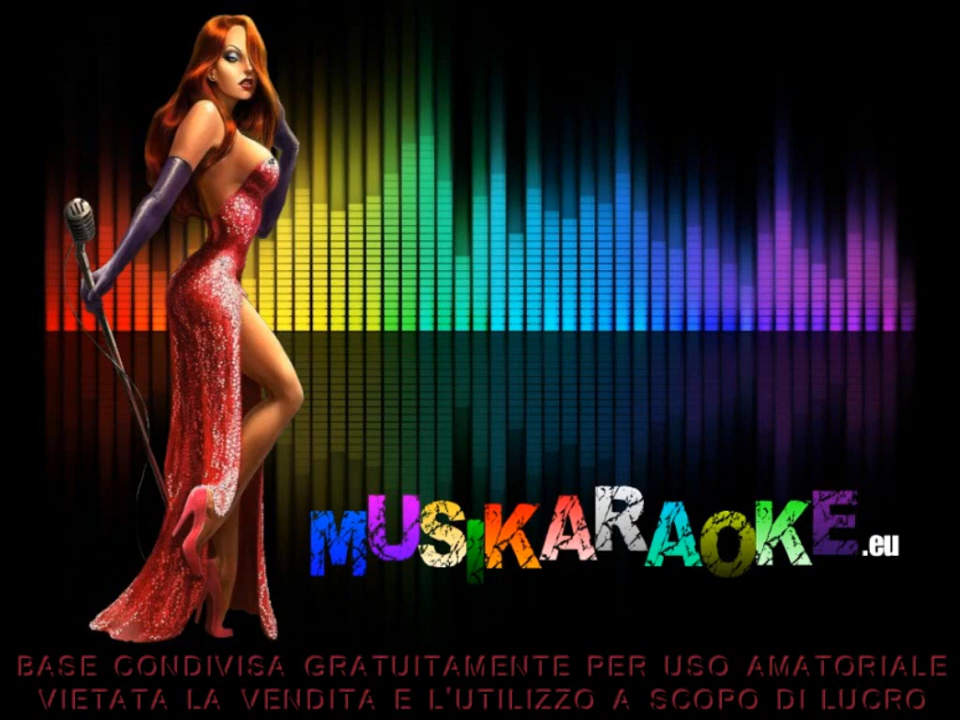 MUSIKARAOKE.eu
BASE CONDIVISA GRATUITAMENTE PER USO AMATORIALE
VIETATA LA VENDITA E L'UTILIZZO A SCOPO DI LUCRO